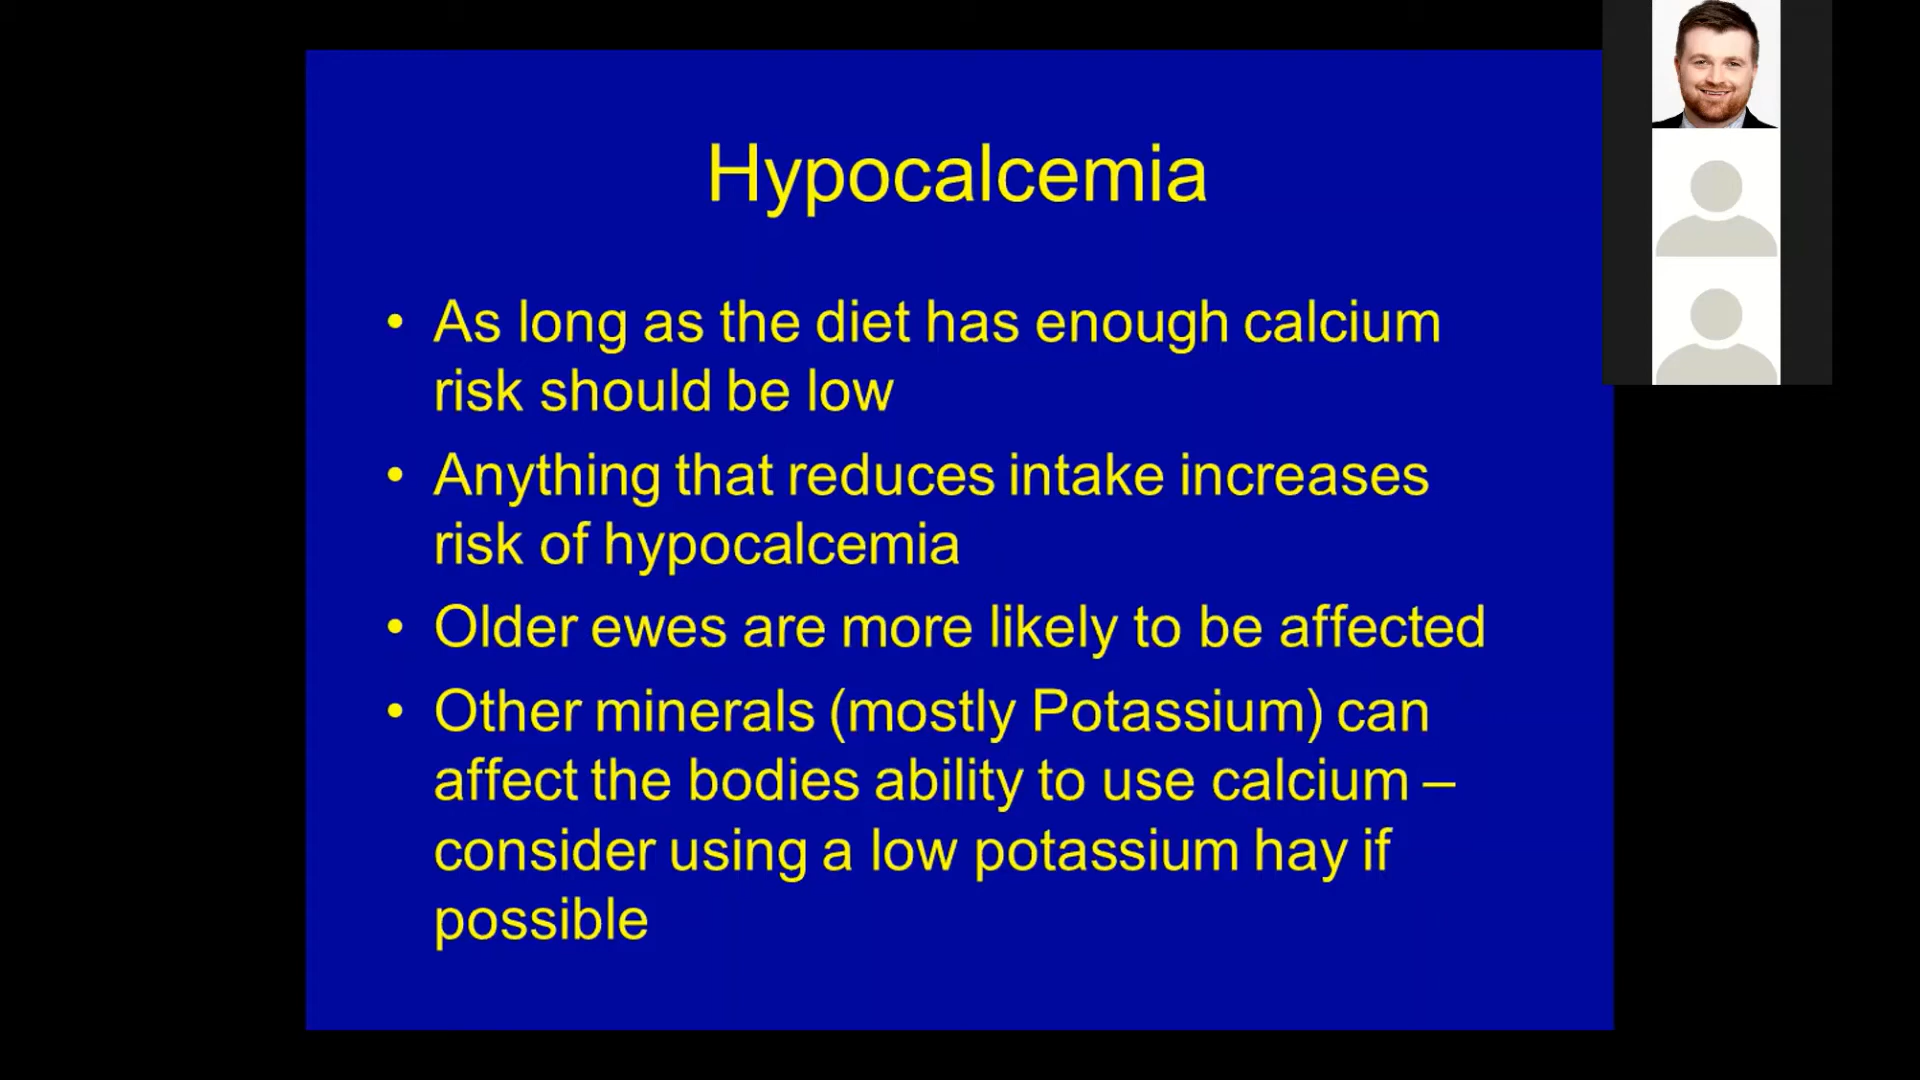 Hypocalcemia
• As long as the diet has enough calcium
risk should be low
• Anything that reduces intake increases
risk of hypocalcemia
• Older ewes are more likely to be affected
• Other minerals (mostly Potassium) can
affect the bodies ability to use calcium –
consider using a low potassium hay if
possible